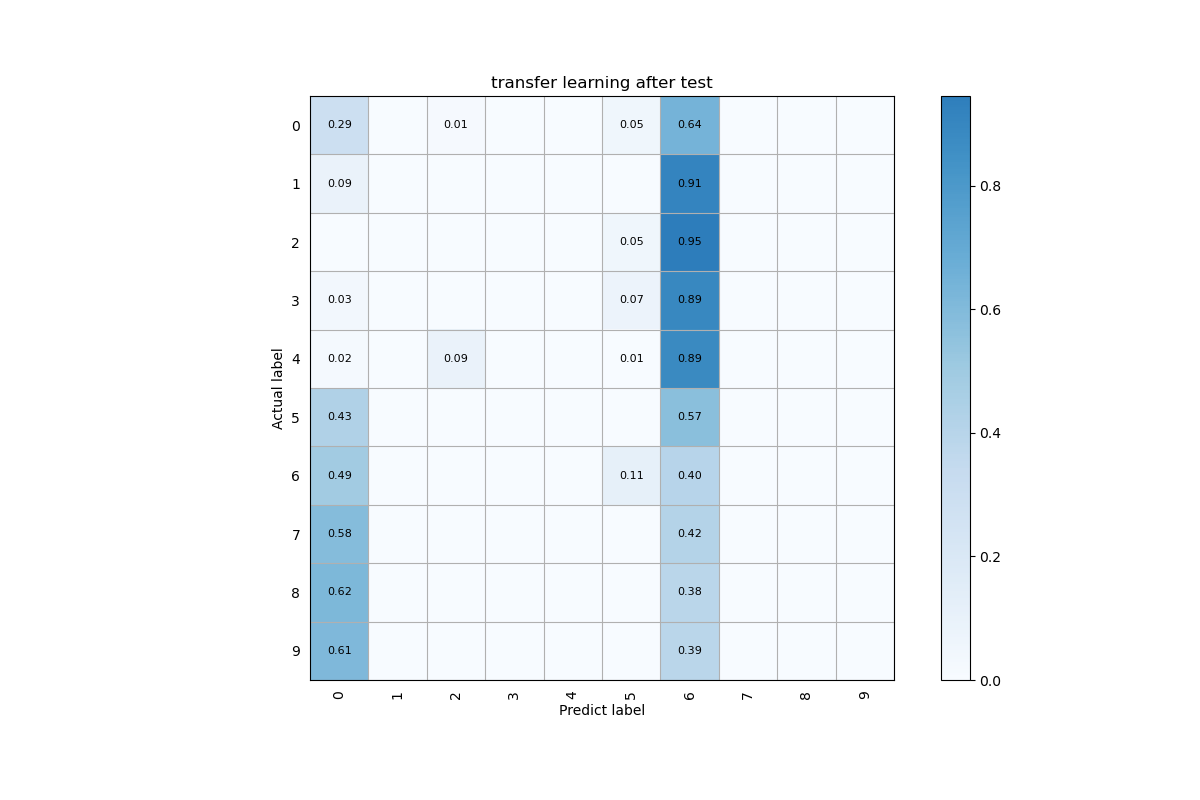 transfer learning after test
0 0.29 0.01 0.05 0.64
1 0.09 0.91
2 0.05 0.95
3 0.03 0.07 0.89
4 0.02 0.09 0.01 0.89
5 0.43 0.57
6 0.49 0.11 0.40
7 0.58 0.42
8 0.62 0.38
9 0.61 0.39
Actual label
0 1 2 3 4 5 6 7 8 9
Predict label
0.8
0.6
0.4
0.2
0.0